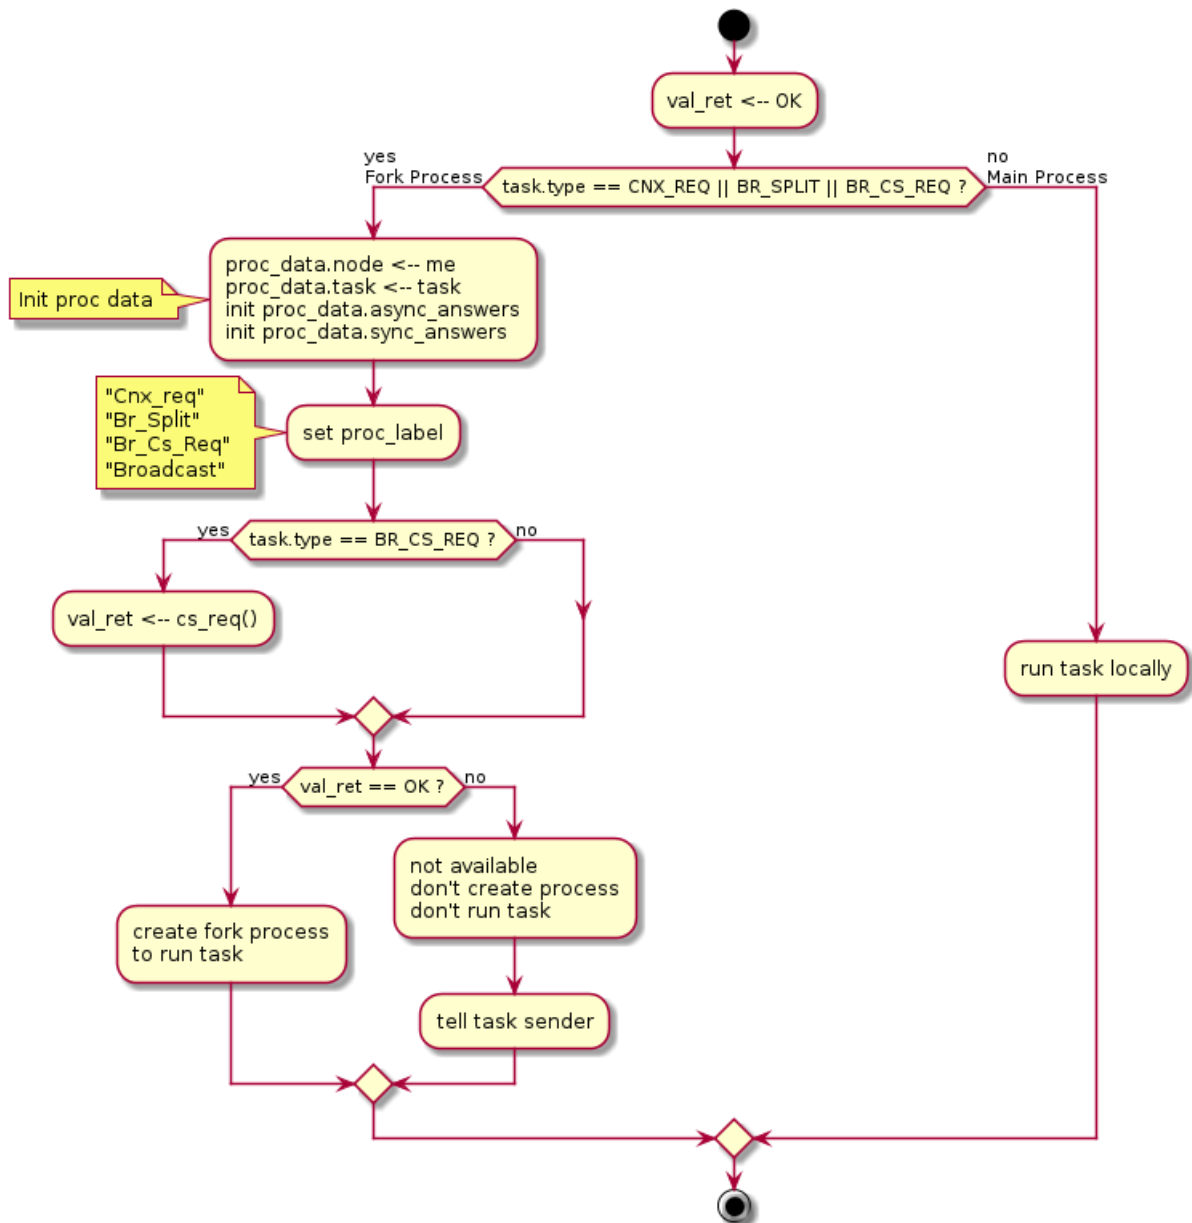 val_ret <-- OK
yes
Fork Process
task.type == CNX_REQ || BR_SPLIT || BR_CS_REQ ?
no
Main Process
Init proc data
proc_data.node <-- me
proc_data.task <-- task
init proc_data.async_answers
init proc_data.sync_answers
"Cnx_req"
"Br_Split"
"Br_Cs_Req"
"Broadcast"
set proc_label
yes
task.type == BR_CS_REQ ?
no
val_ret <-- cs_req()
run task locally
yes
val_ret == OK ?
no
not available
don't create process
don't run task
create fork process
to run task
tell task sender